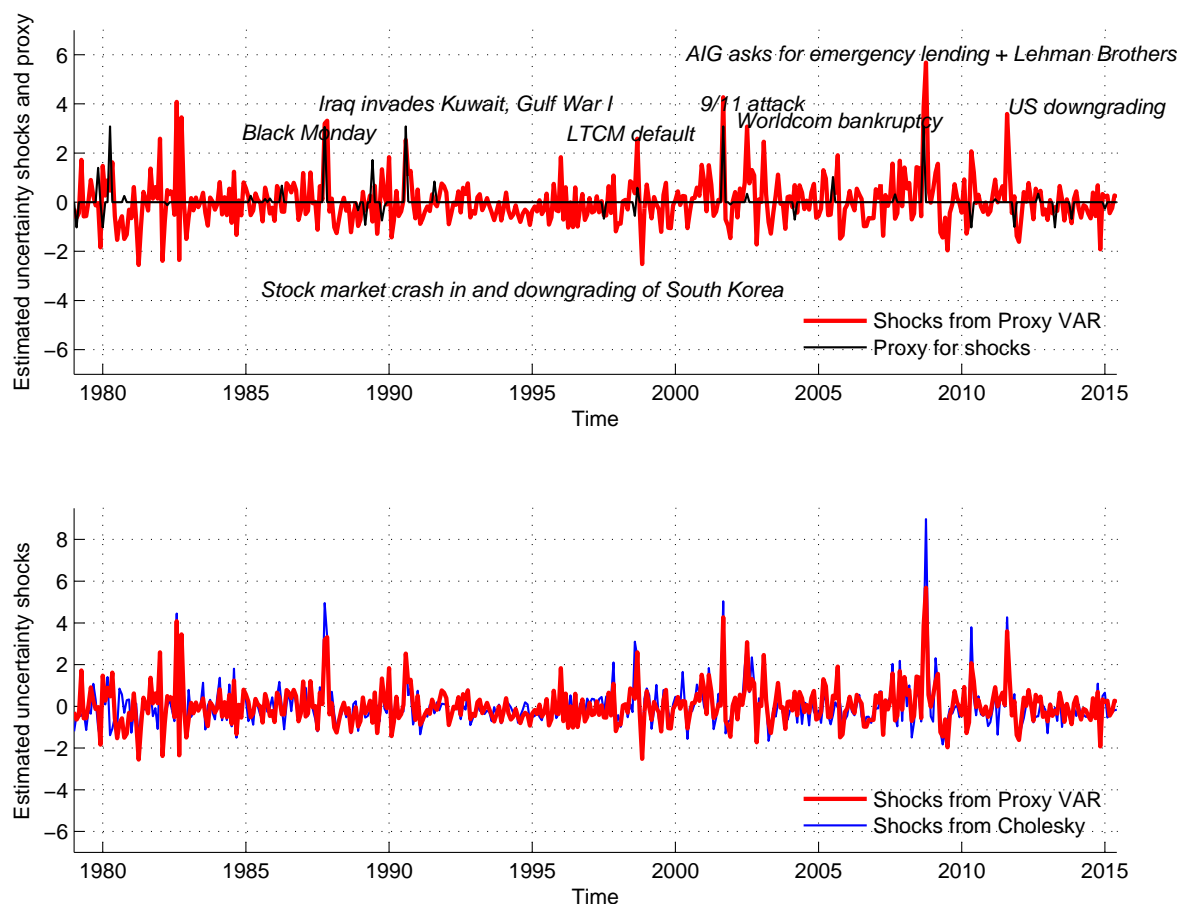 AIG asks for emergency lending + Lehman Brothers
Iraq invades Kuwait, Gulf War I
9/11 attack
US downgrading
Black Monday
LTCM default
Worldcom bankruptcy
Stock market crash in and downgrading of South Korea
Estimated uncertainty shocks and proxy
6
4
2
0
−2
−4
−6
Shocks from Proxy VAR
Proxy for shocks
1980 1985 1990 1995 2000 2005 2010 2015
Time
Estimated uncertainty shocks
8
6
4
2
0
−2
−4
−6
Shocks from Proxy VAR
Shocks from Cholesky
1980 1985 1990 1995 2000 2005 2010 2015
Time